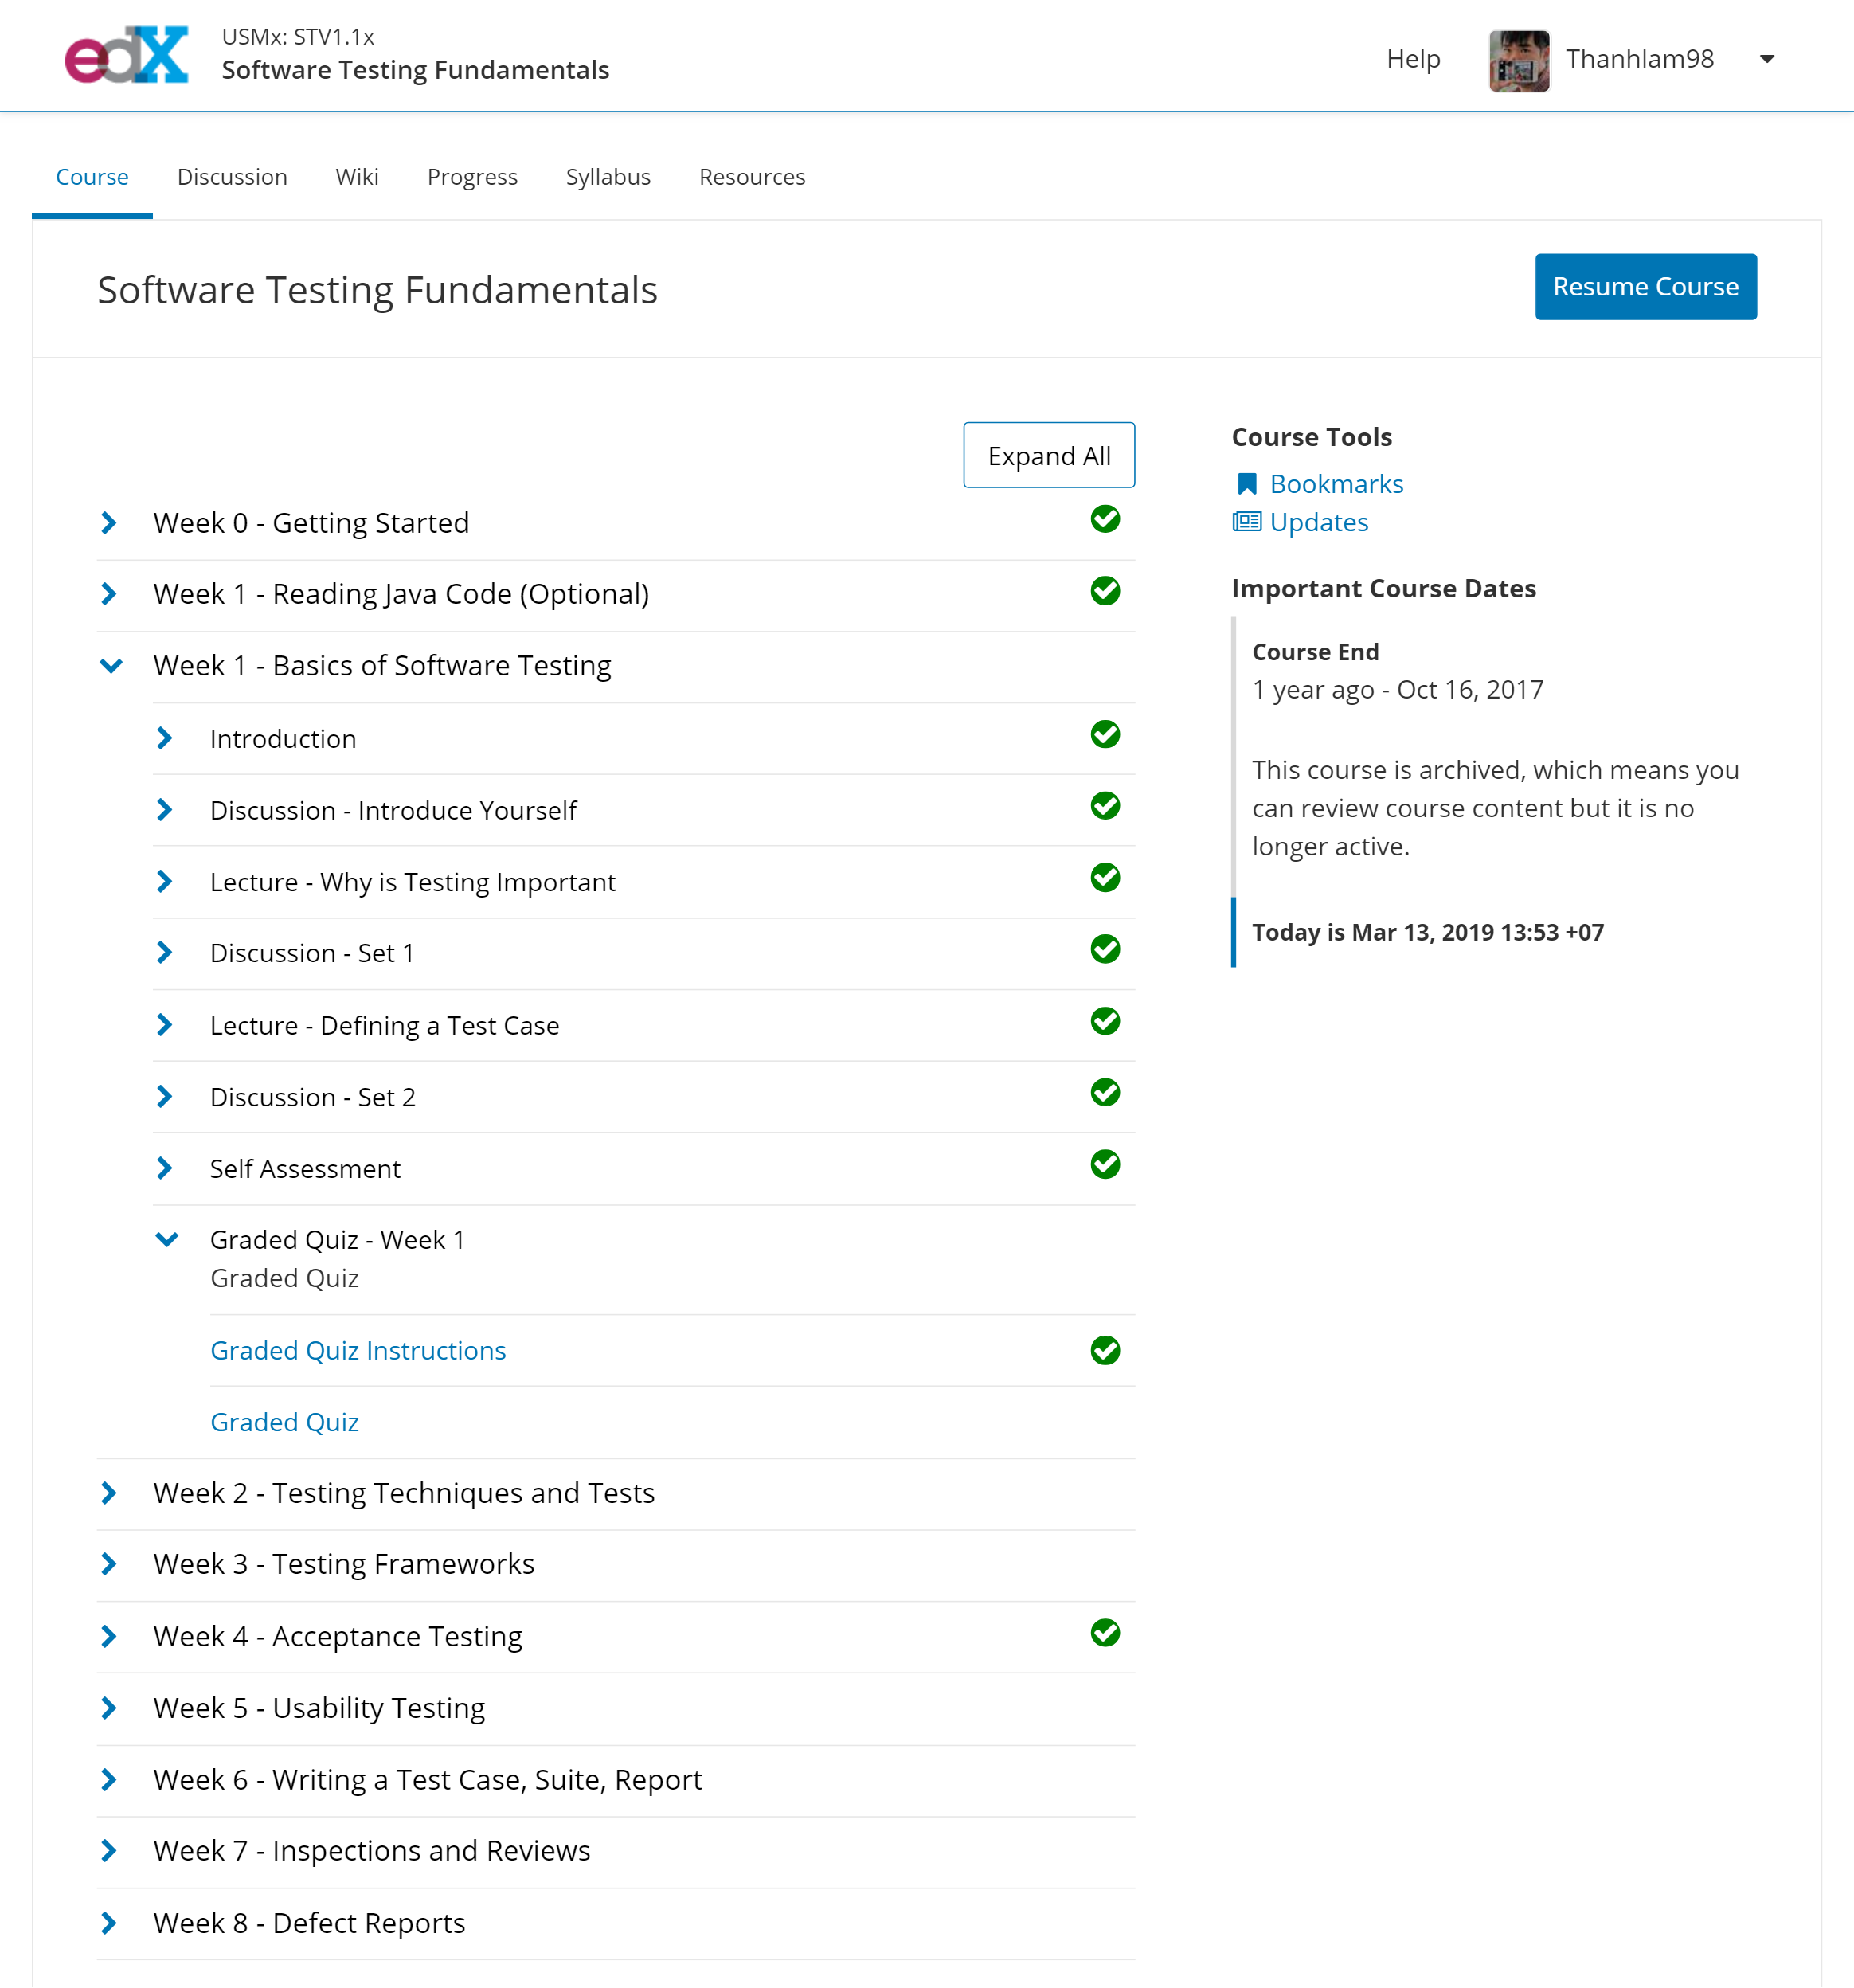 edX
USMx: STV1.1x
Software Testing Fundamentals
Help
Thanhlam98
Course
Discussion
Wiki
Progress
Syllabus
Resources
Software Testing Fundamentals
Resume Course
Expand All
Week 0 - Getting Started
Week 1 - Reading Java Code (Optional)
Week 1 - Basics of Software Testing
Introduction
Discussion - Introduce Yourself
Lecture - Why is Testing Important
Discussion - Set 1
Lecture - Defining a Test Case
Discussion - Set 2
Self Assessment
Graded Quiz - Week 1
Graded Quiz
Graded Quiz Instructions
Graded Quiz
Week 2 - Testing Techniques and Tests
Week 3 - Testing Frameworks
Week 4 - Acceptance Testing
Week 5 - Usability Testing
Week 6 - Writing a Test Case, Suite, Report
Week 7 - Inspections and Reviews
Week 8 - Defect Reports
Course Tools
Bookmarks
Updates
Important Course Dates
Course End
1 year ago - Oct 16, 2017
This course is archived, which means you
can review course content but it is no
longer active.
Today is Mar 13, 2019 13:53 +07